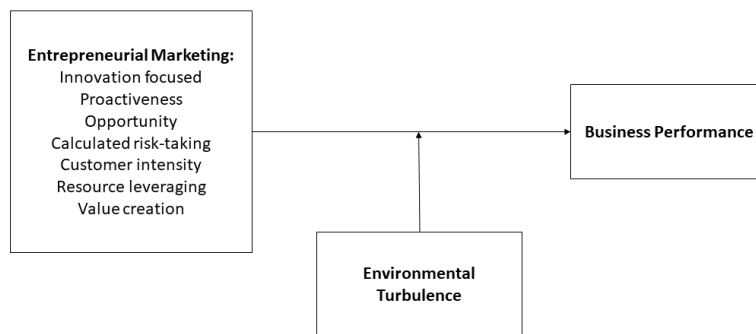 Entrepreneurial Marketing:
Innovation focused
Proactiveness
Opportunity
Calculated risk-taking
Customer intensity
Resource leveraging
Value creation
Business Performance
Environmental
Turbulence